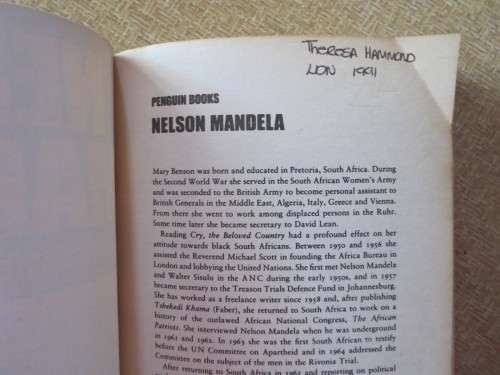 THERESA HAMMOND
LDN 1991
PENGUIN BOOKS
NELSON MANDELA
Mary Benson was born and educated in Pretoria, South Africa. During
the Second World War she served in the South African Women's Army
and was seconded to the British Army to become personal assistant to
British Generals in the Middle East, Algeria, Italy, Greece and Vienna.
From there she went to work among displaced persons in the Ruhr.
Some time later she became secretary to David Lean.
Reading Cry, the Beloved Country had a profound effect on her
attitude towards black South Africans. Between 1950 and 1956 she
assisted the Reverend Michael Scott in founding the Africa Bureau in
London and lobbying the United Nations. She first met Nelson Mandela
and Walter Sisulu in the ANC during the early 1950s, and in 1957
became secretary to the Treason Trials Defence Fund in Johannesburg.
She has worked as a freelance writer since 1958 and, after publishing
Tshekedi Khama (Faber), she returned to South Africa to work on a
history of the outlawed African National Congress, The African
Patriots. She interviewed Nelson Mandela when he was underground
in 1961 and 1962. In 1963 she was the first South African to testify
before the UN Committee on Apartheid and in 1964 addressed the
Committee on the subject of the men in the Rivonia Trial.
After returning to South Africa in 1965 and reporting on political